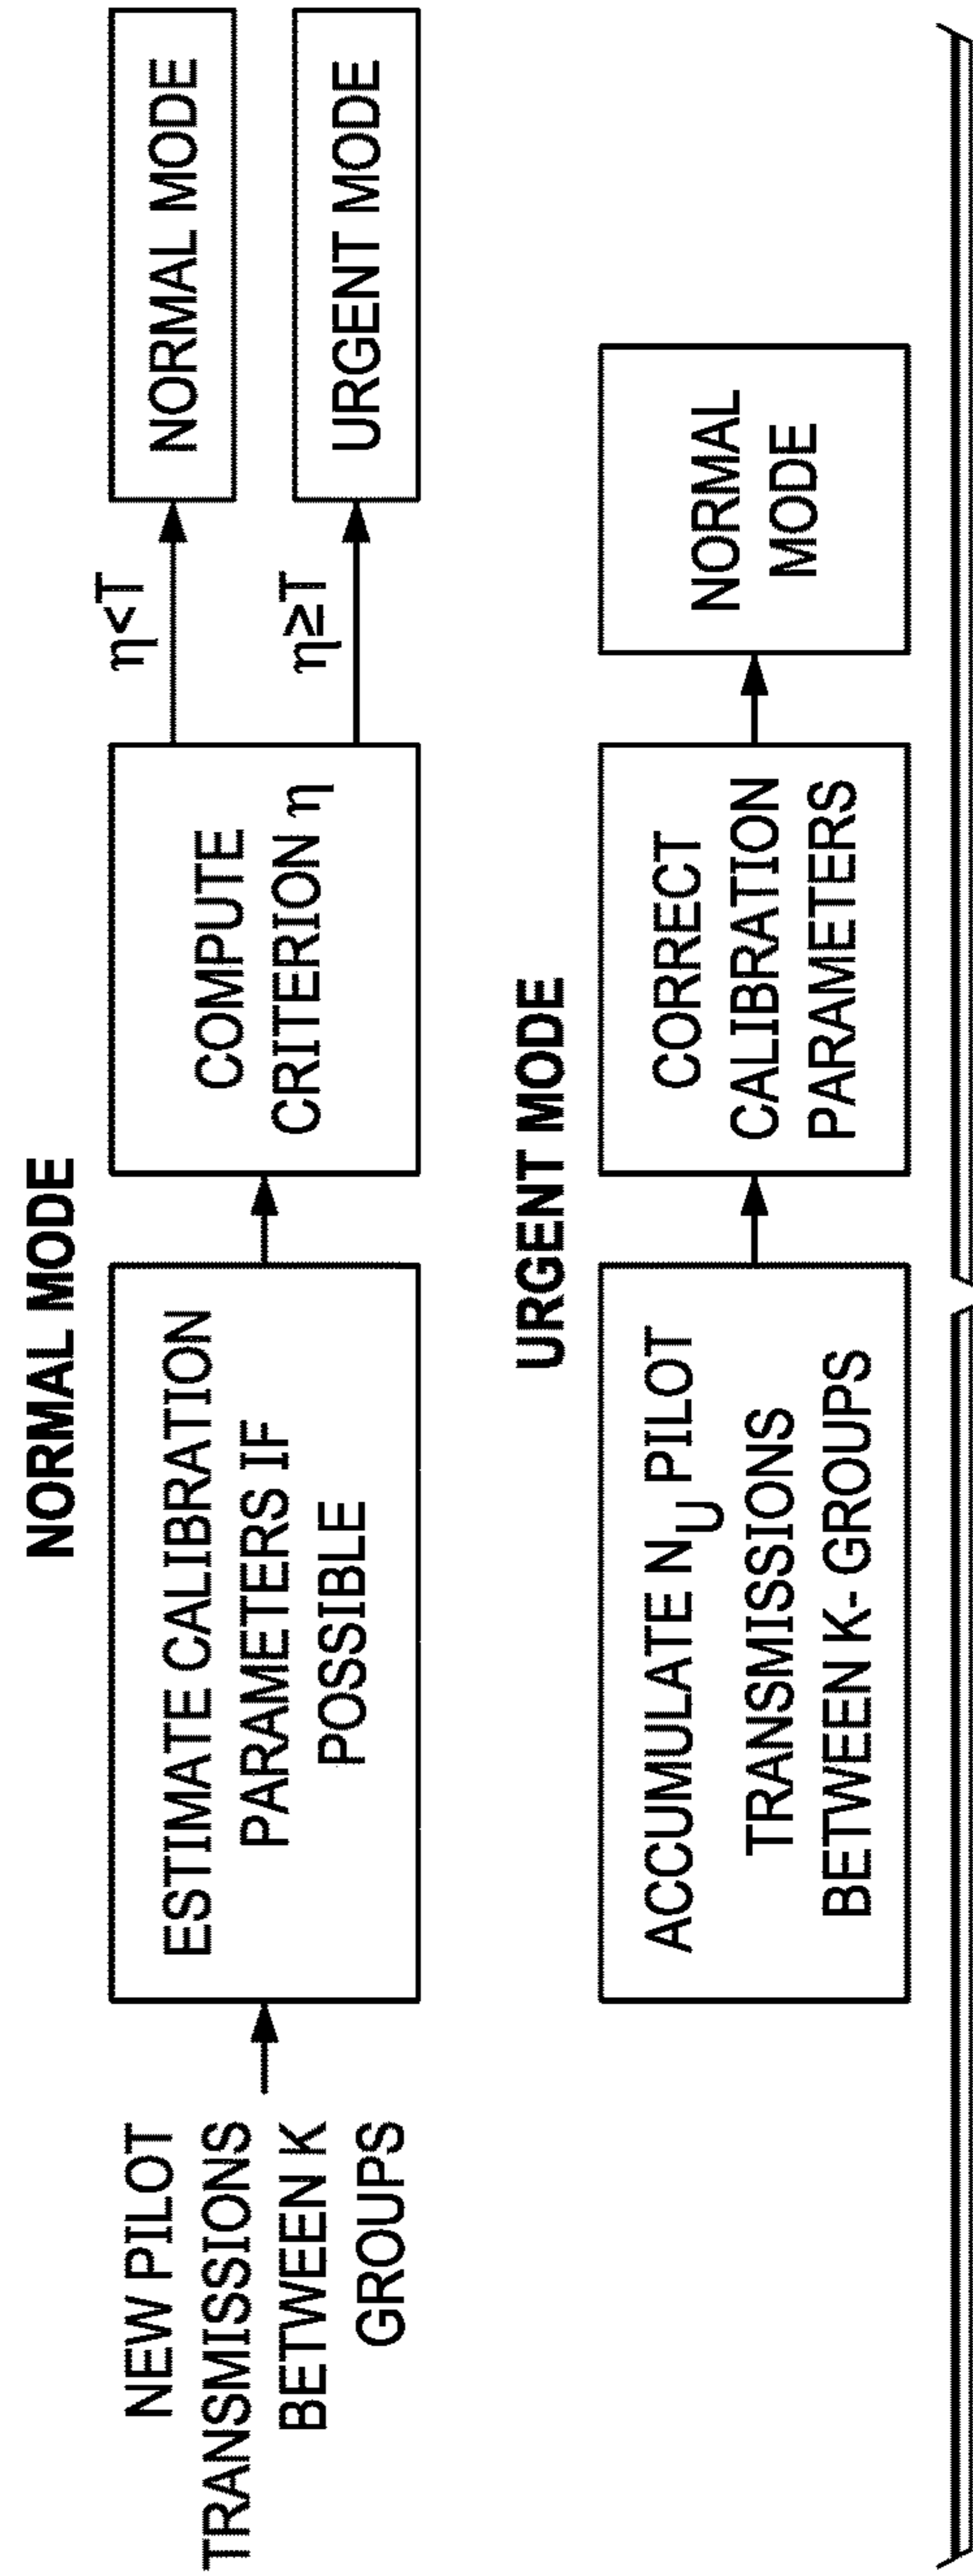 NORMAL MODE
NEW PILOT
TRANSMISSIONS
BETWEEN K
GROUPS
ESTIMATE CALIBRATION
PARAMETERS IF
POSSIBLE
COMPUTE
CRITERION η
η<T
NORMAL MODE
η≥T
URGENT MODE
URGENT MODE
ACCUMULATE N_U PILOT
TRANSMISSIONS
BETWEEN K- GROUPS
CORRECT
CALIBRATION
PARAMETERS
NORMAL
MODE